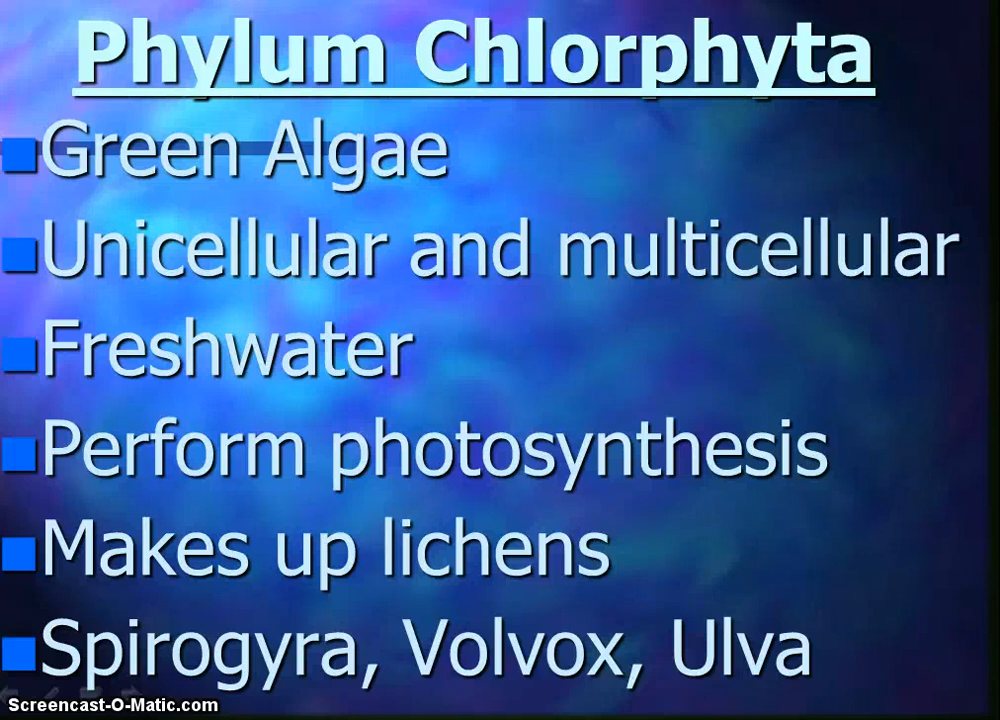 Phylum Chlorphyta
Green Algae
Unicellular and multicellular
Freshwater
Perform photosynthesis
Makes up lichens
Spirogyra, Volvox, Ulva
Screencast-O-Matic.com